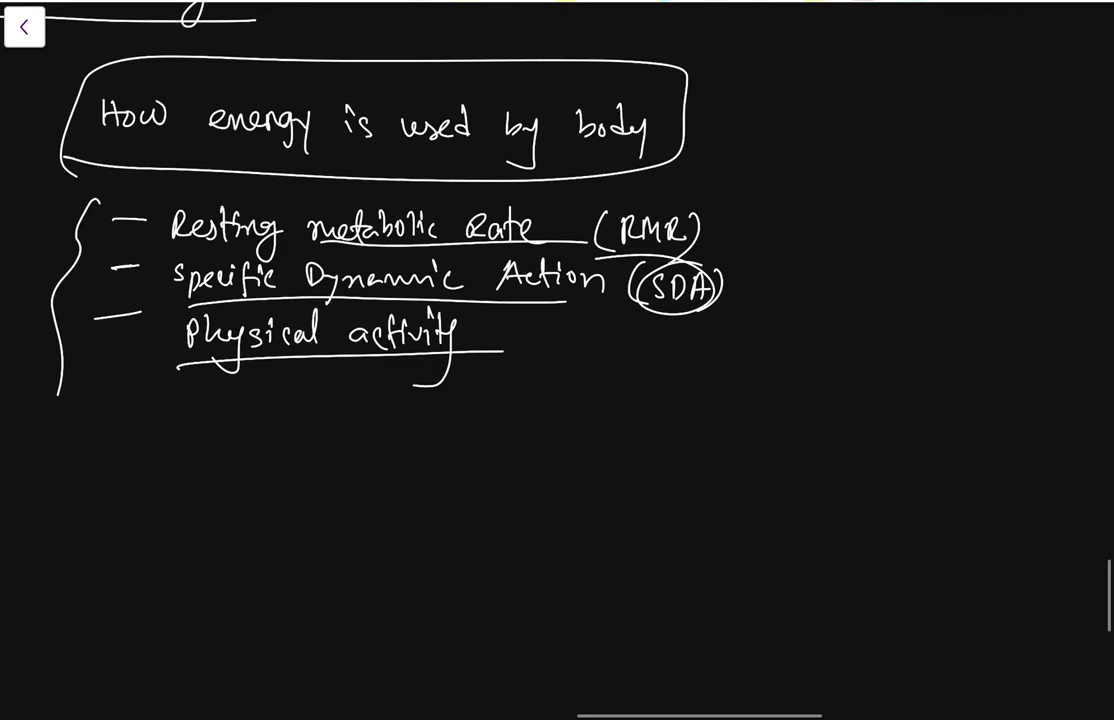 How energy is used by body
— Resting metabolic Rate (RMR)
— Specific Dynamic Action (SDA)
— Physical activity